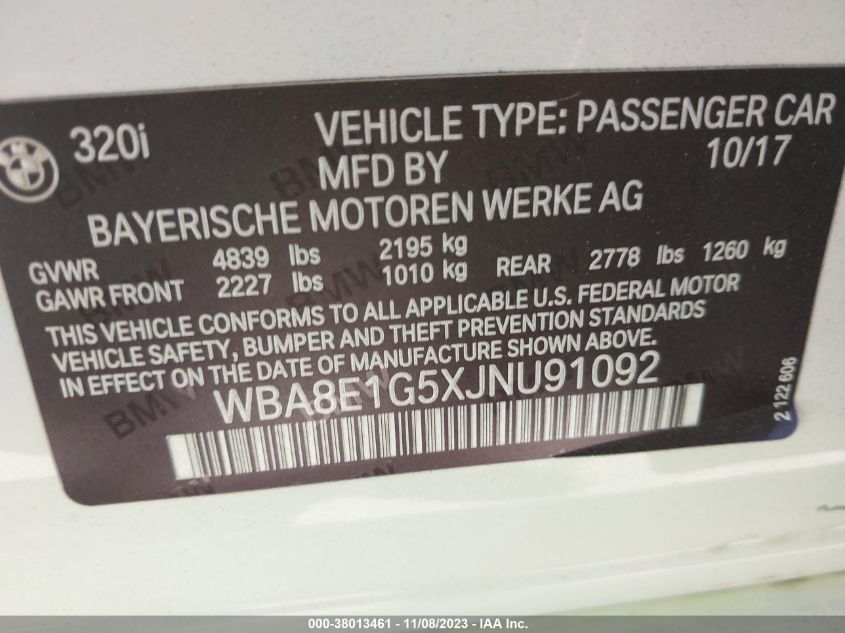 320i VEHICLE TYPE: PASSENGER CAR
MFD BY 10/17
BAYERISCHE MOTOREN WERKE AG
GVWR 4839 lbs 2195 kg
GAWR FRONT 2227 lbs 1010 kg REAR 2778 lbs 1260 kg
THIS VEHICLE CONFORMS TO ALL APPLICABLE U.S. FEDERAL MOTOR
VEHICLE SAFETY, BUMPER AND THEFT PREVENTION STANDARDS
IN EFFECT ON THE DATE OF MANUFACTURE SHOWN ABOVE.
WBA8E1G5XJNU91092
2 122 606
000-38013461 - 11/08/2023 - IAA Inc.